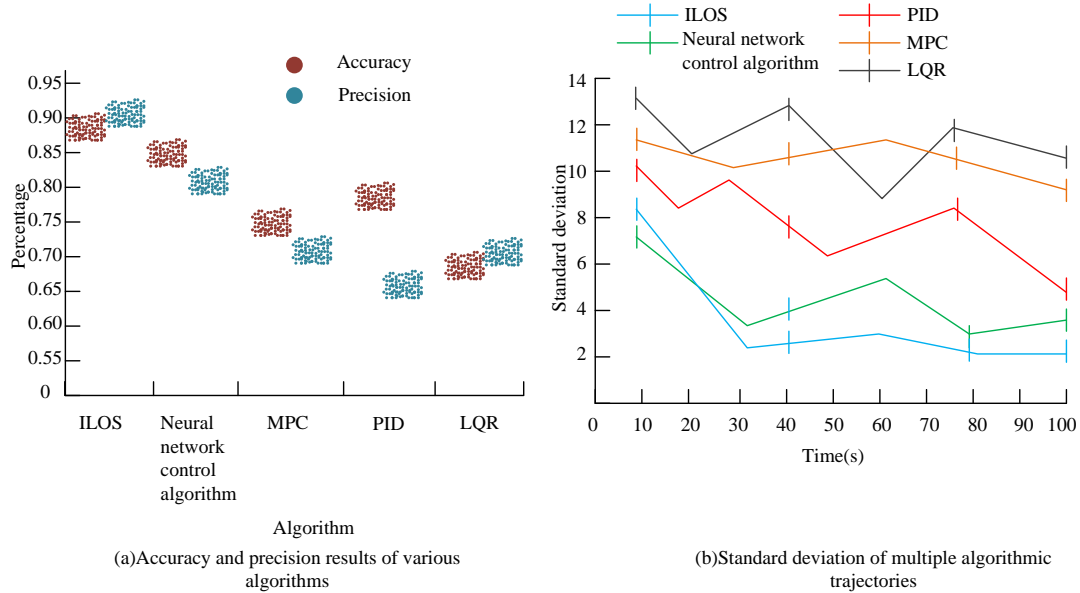 Accuracy
Precision
Percentage
0.95
0.90
0.85
0.80
0.75
0.70
0.65
0.60
0.55
0
ILOS
Neural
network
control
algorithm
MPC
PID
LQR
Algorithm
(a)Accuracy and precision results of various
algorithms
ILOS
Neural network
control algorithm
PID
MPC
LQR
Standard deviation
14
12
10
8
6
4
2
0 10 20 30 40 50 60 70 80 90 100
Time(s)
(b)Standard deviation of multiple algorithmic
trajectories